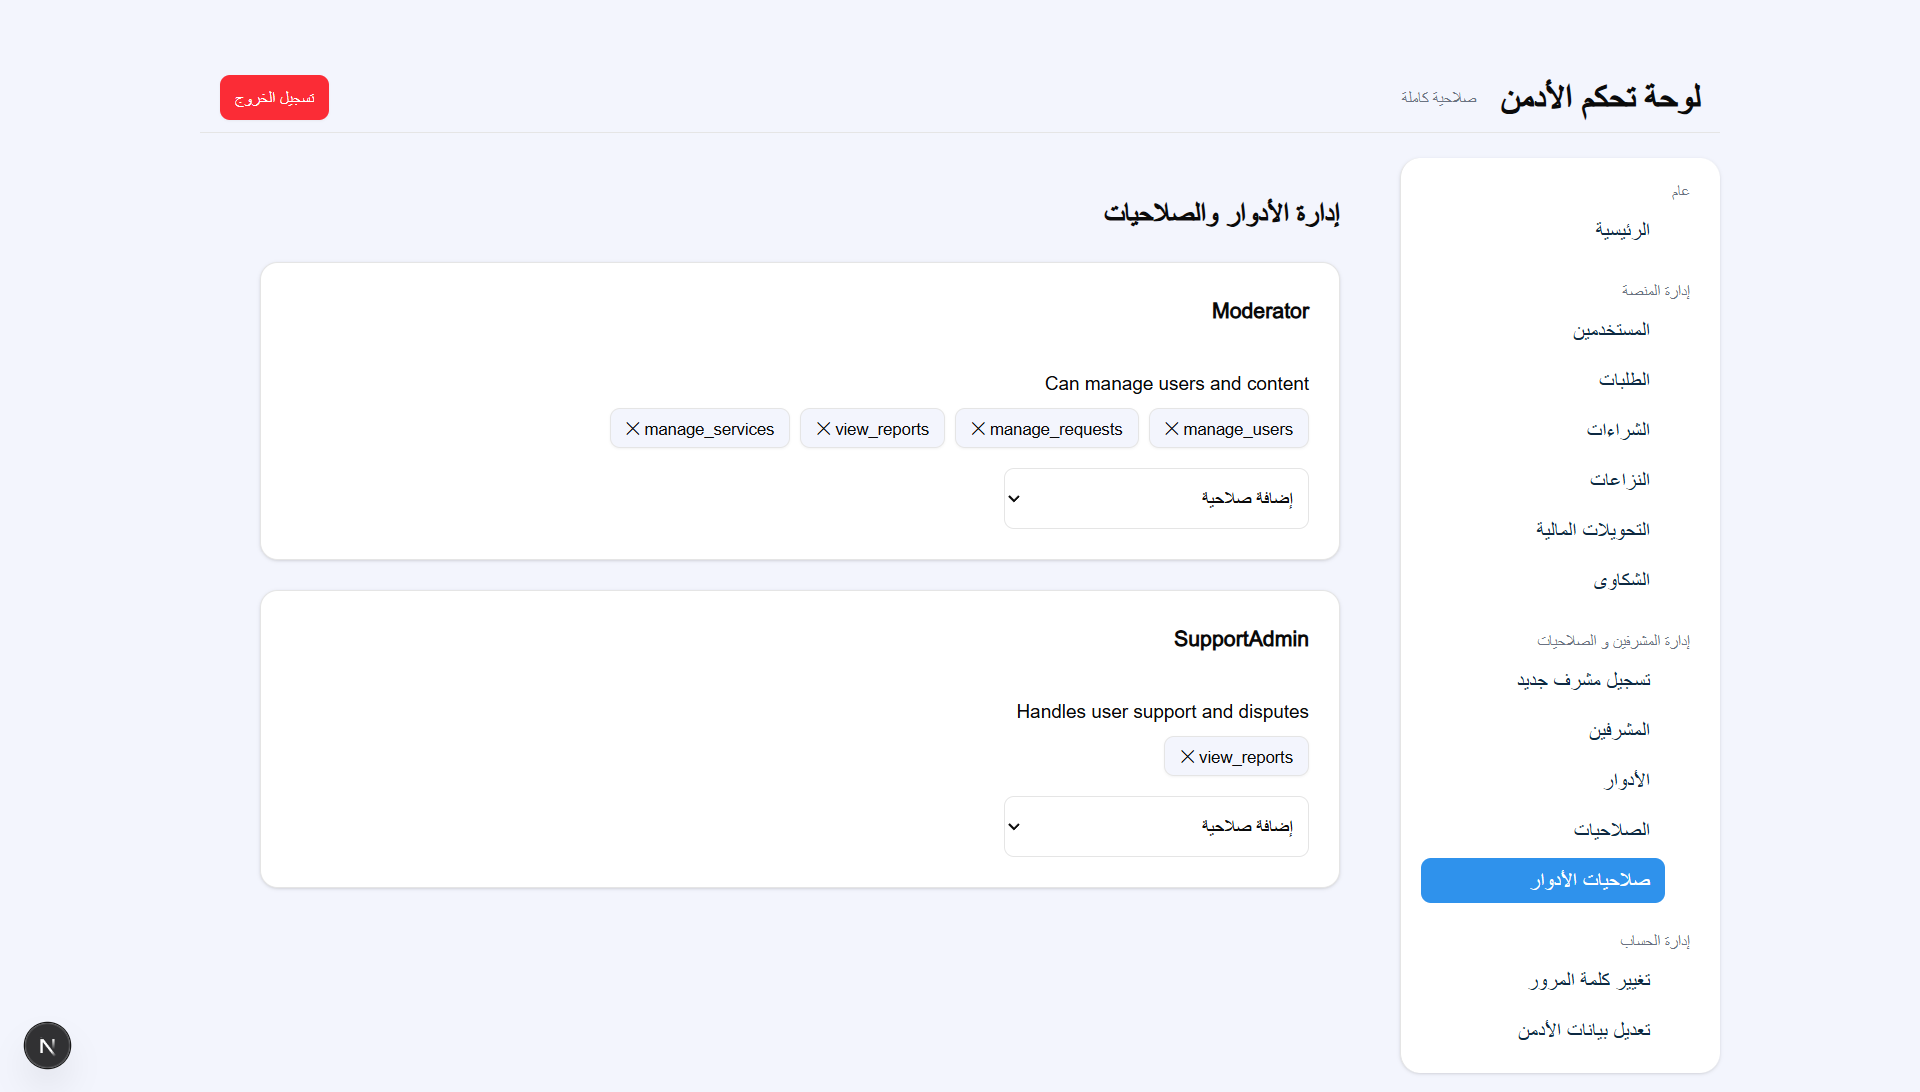 لوحة تحكم الأدمن صلاحية كاملة تسجيل الخروج
عام
الرئيسية
إدارة المنصة
المستخدمين
الطلبات
الشراءات
النزاعات
التحويلات المالية
الشكاوى
إدارة المشرفين و الصلاحيات
تسجيل مشرف جديد
المشرفين
الأدوار
الصلاحيات
صلاحيات الأدوار
إدارة الحساب
تغيير كلمة المرور
تعديل بيانات الأدمن
إدارة الأدوار والصلاحيات
Moderator
Can manage users and content
manage_users manage_requests view_reports manage_services
إضافة صلاحية
SupportAdmin
Handles user support and disputes
view_reports
إضافة صلاحية
N